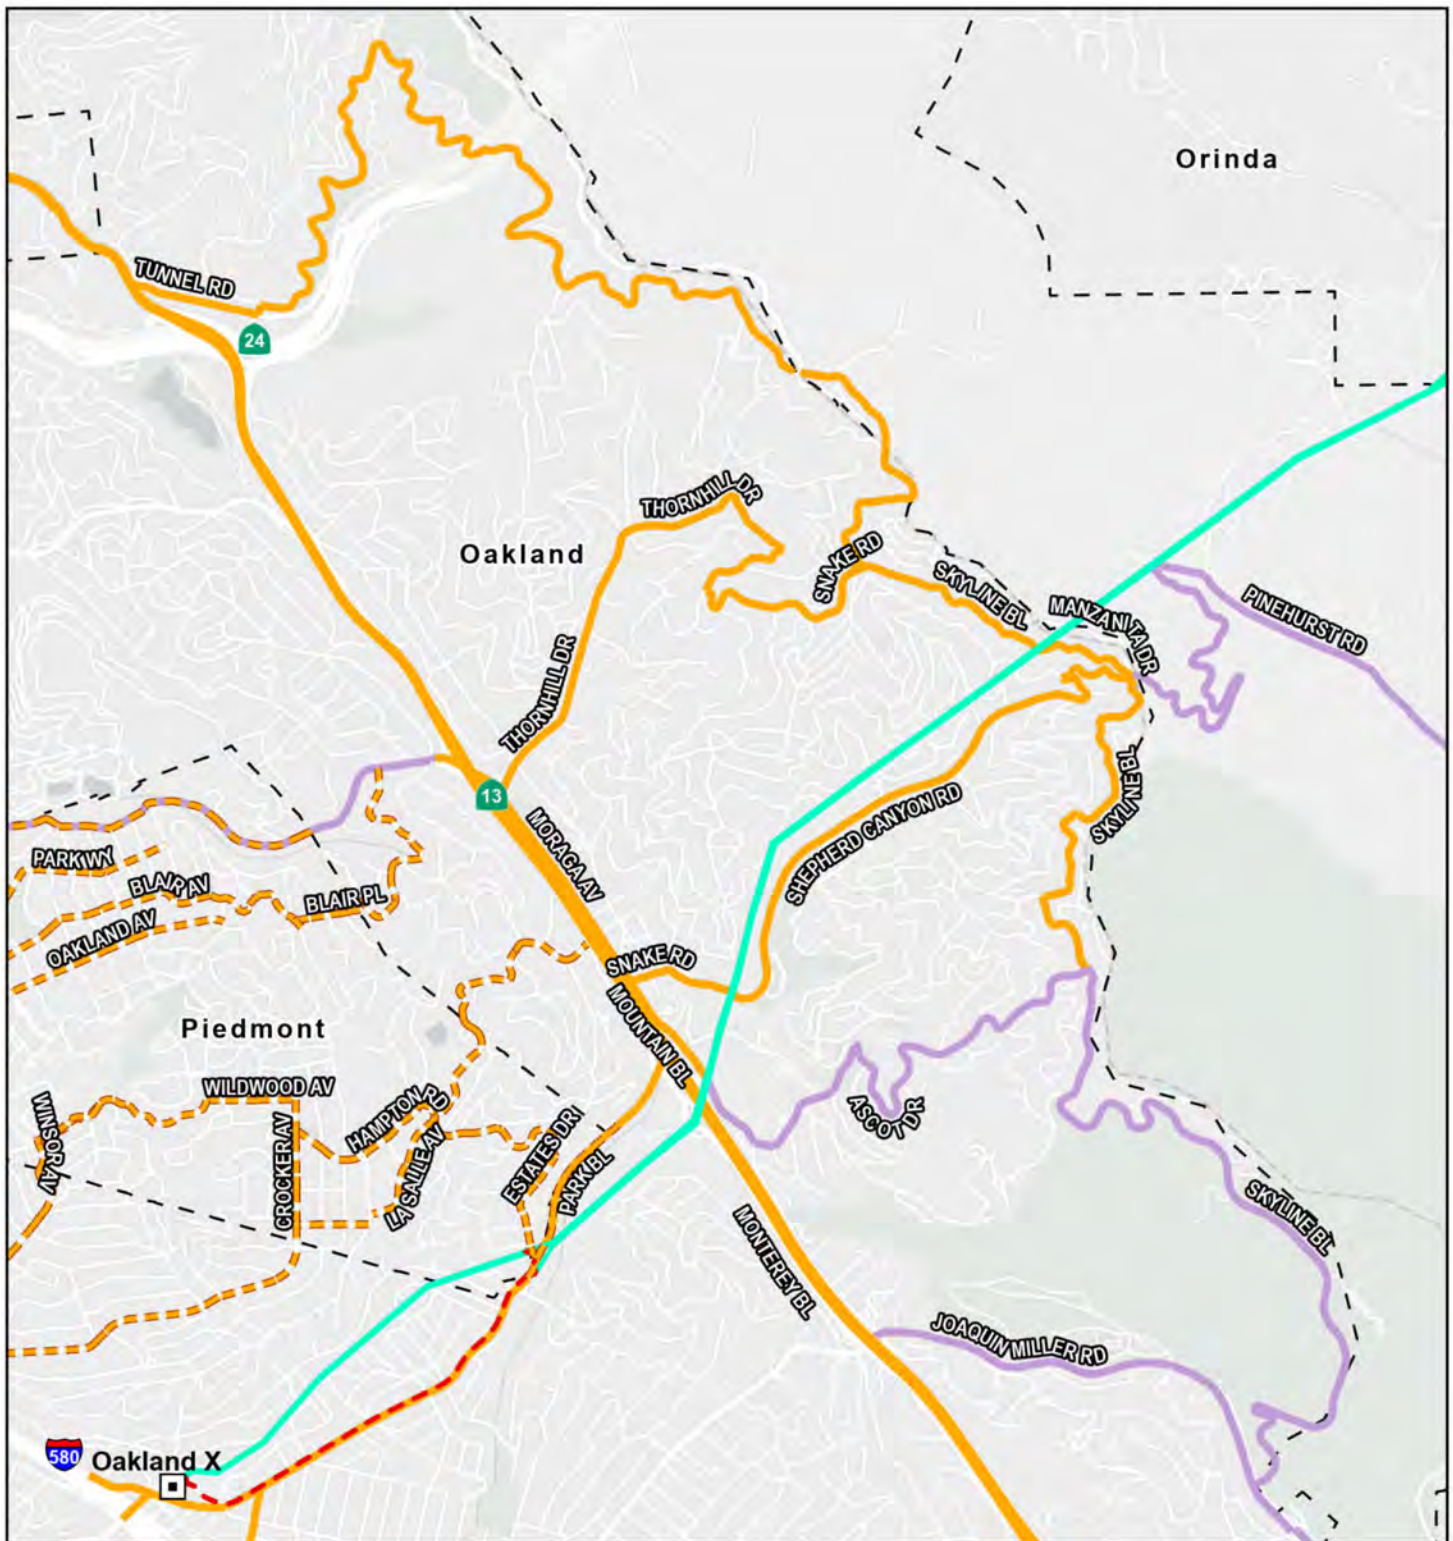 Orinda
TUNNEL RD
24
THORNHILL DR
Oakland
SNAKE RD
SKYLINE BL
MANZANITA DR
PINEHURST RD
THORNHILL DR
13
MORAGA AV
SKYLINE BL
SHEPHERD CANYON RD
PARK WY
BLAIR AV
BLAIR PL
OAKLAND AV
SNAKE RD
Piedmont
MOUNTAIN BL
WILDWOOD AV
HAMPTON RD
ASCOT DR
WINSOR AV
CROCKER AV
LA SALLE AV
ESTATES DR
PARK BL
SKYLINE BL
MONTEREY BL
JOAQUIN MILLER RD
580
Oakland X